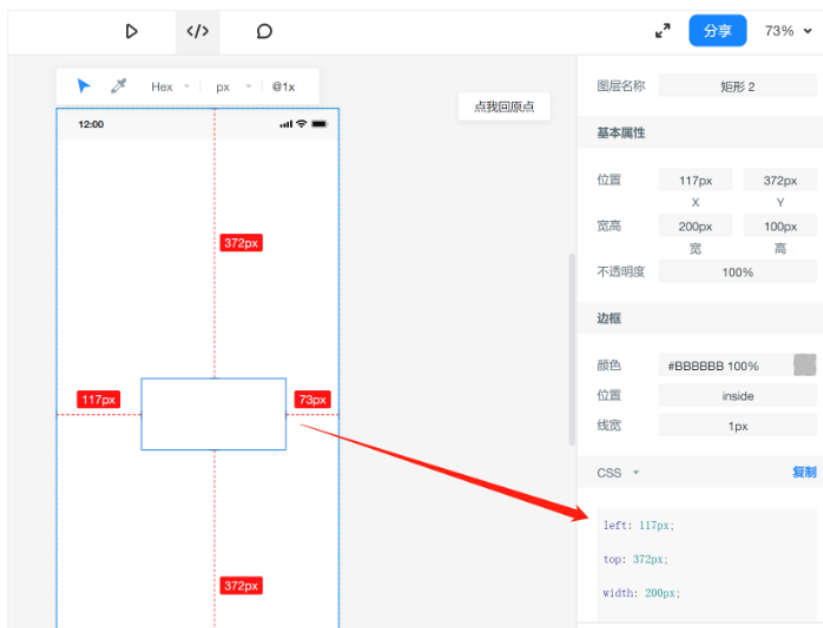 </> 分享 73%
Hex px @1x
点我回原点
12:00
372px
117px 73px
372px
图层名称 矩形 2
基本属性
位置 117px 372px
X Y
宽高 200px 100px
宽 高
不透明度 100%
边框
颜色 #BBBBBB 100%
位置 inside
线宽 1px
CSS 复制
left: 117px;
top: 372px;
width: 200px;